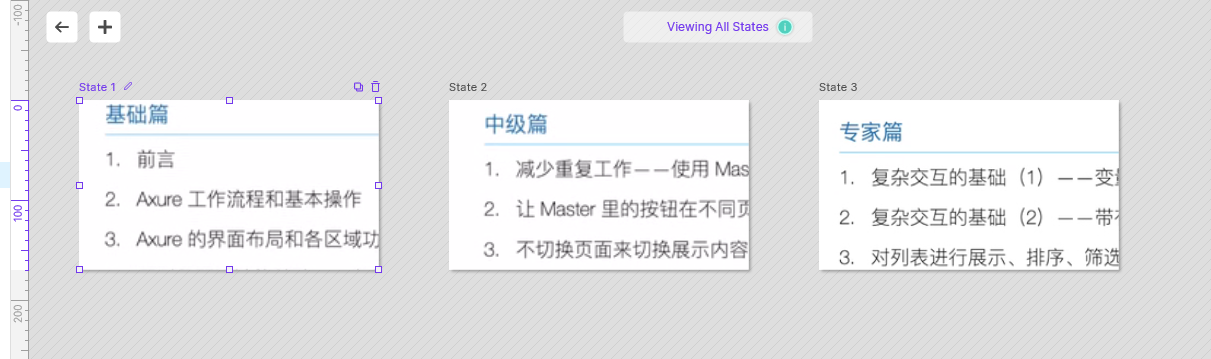 -100
0
100
200
Viewing All States
State 1
基础篇
1. 前言
2. Axure 工作流程和基本操作
3. Axure 的界面布局和各区域功
State 2
中级篇
1. 减少重复工作——使用 Mas
2. 让 Master 里的按钮在不同页
3. 不切换页面来切换展示内容
State 3
专家篇
1. 复杂交互的基础（1）——变量
2. 复杂交互的基础（2）——带
3. 对列表进行展示、排序、筛选